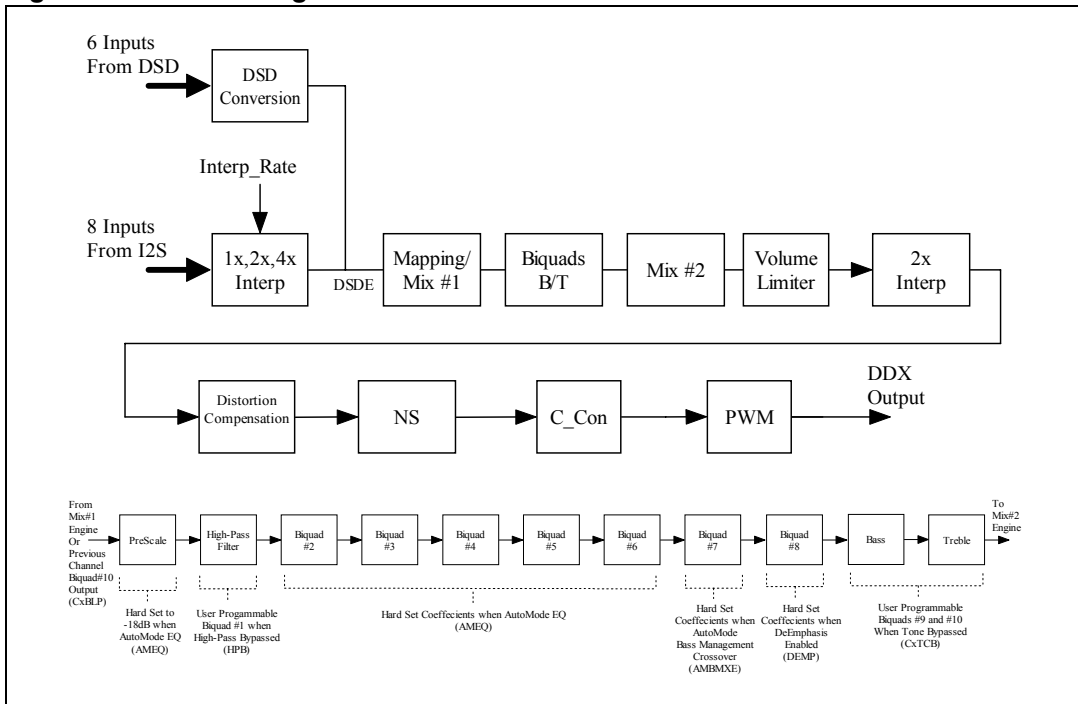 6 Inputs
From DSD
DSD
Conversion
Interp_Rate
8 Inputs
From I2S
1x,2x,4x
Interp
DSDE
Mapping/
Mix #1
Biquads
B/T
Mix #2
Volume
Limiter
2x
Interp
Distortion
Compensation
NS
C_Con
PWM
DDX
Output
From
Mix#1
Engine
Or
Previous
Channel
Biquad#10
Output
(CxBLP)
PreScale
High-Pass
Filter
Biquad
#2
Biquad
#3
Biquad
#4
Biquad
#5
Biquad
#6
Biquad
#7
Biquad
#8
Bass
Treble
To
Mix#2
Engine
Hard Set to
-18dB when
AutoMode EQ
(AMEQ)
User Progammable
Biquad #1 when
High-Pass Bypassed
(HPB)
Hard Set Coeffecients when AutoMode EQ
(AMEQ)
Hard Set
Coeffecients when
AutoMode
Bass Management
Crossover
(AMBMXE)
Hard Set
Coeffecients when
DeEmphasis
Enabled
(DEMP)
User Programmable
Biquads #9 and #10
When Tone Bypassed
(CxTCB)